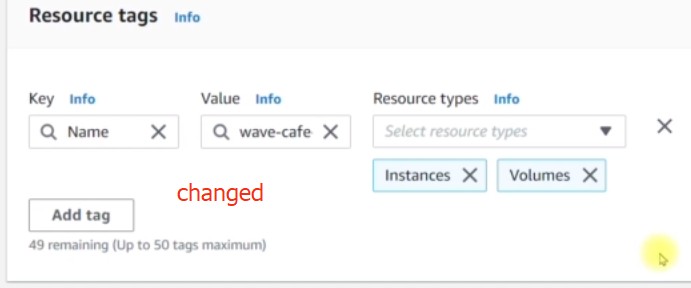 Resource tags Info
Key Info Value Info Resource types Info
Name wave-cafe Select resource types
Instances Volumes
changed
Add tag
49 remaining (Up to 50 tags maximum)